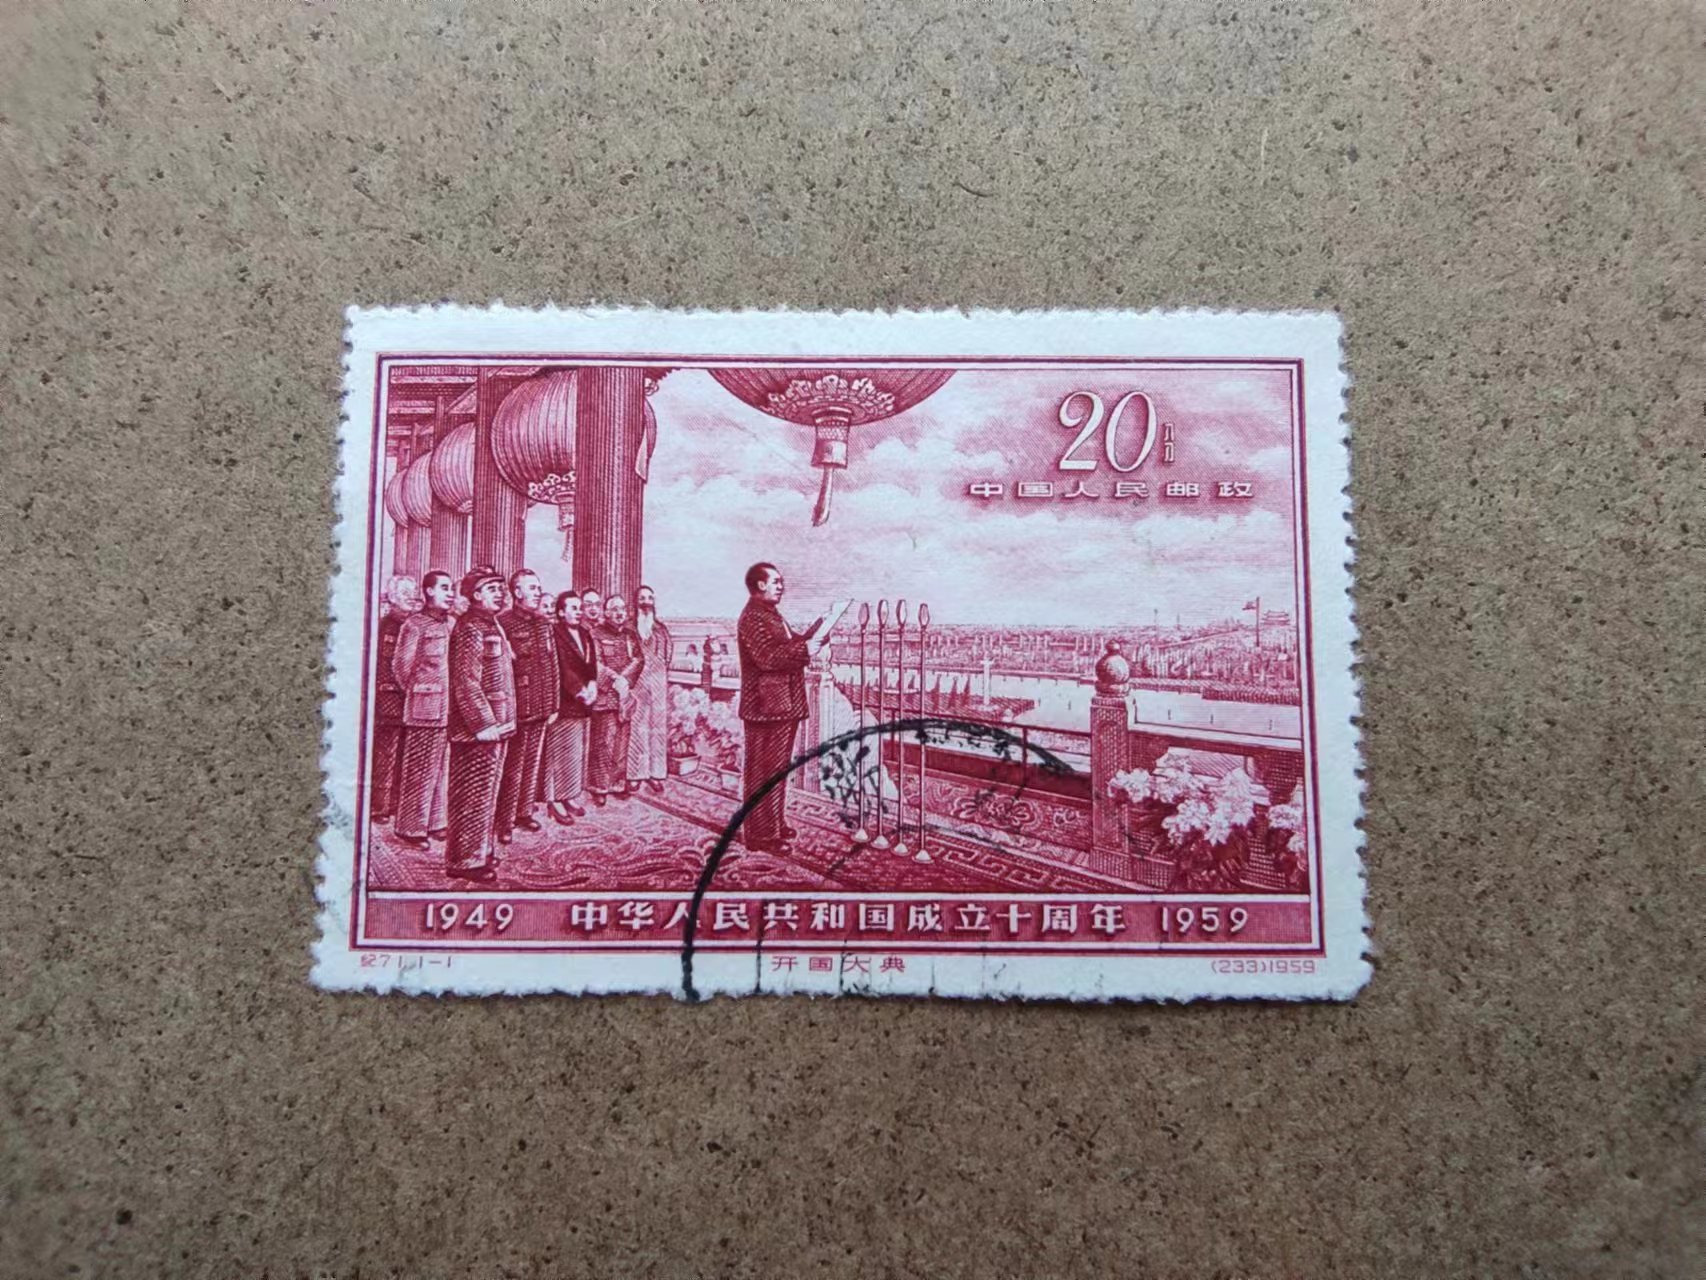 20分
中国人民邮政
1949 中华人民共和国成立十周年 1959
纪71.1-1 开国大典 (233)1959